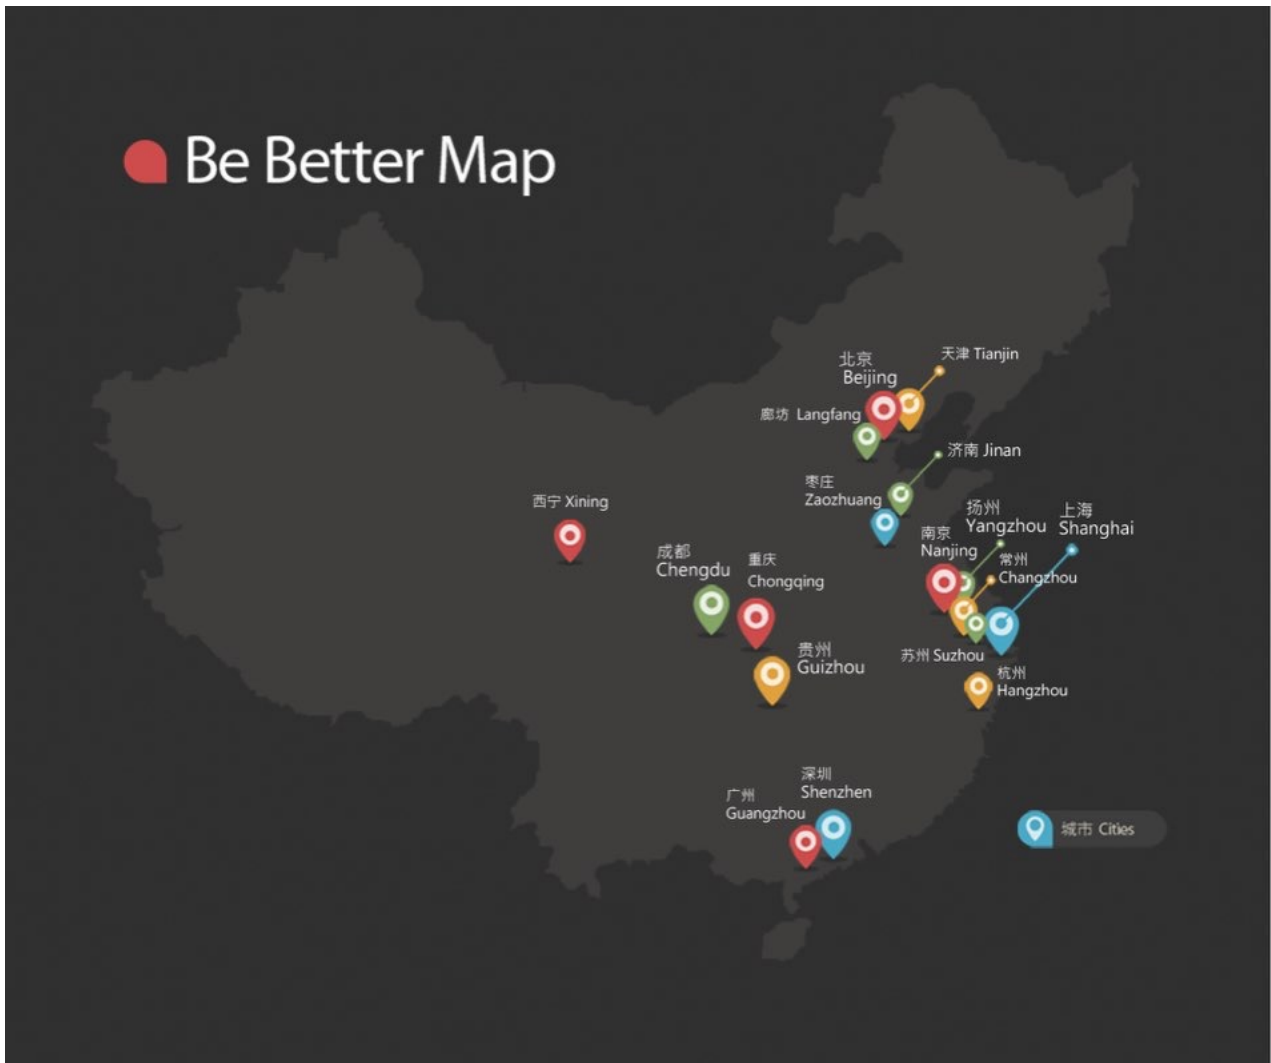 Be Better Map
天津 Tianjin
北京
Beijing
廊坊 Langfang
济南 Jinan
枣庄
Zaozhuang
西宁 Xining
扬州
Yangzhou
上海
Shanghai
南京
Nanjing
常州
Changzhou
成都
Chengdu
重庆
Chongqing
贵州
Guizhou
苏州 Suzhou
杭州
Hangzhou
深圳
Shenzhen
广州
Guangzhou
城市 Cities